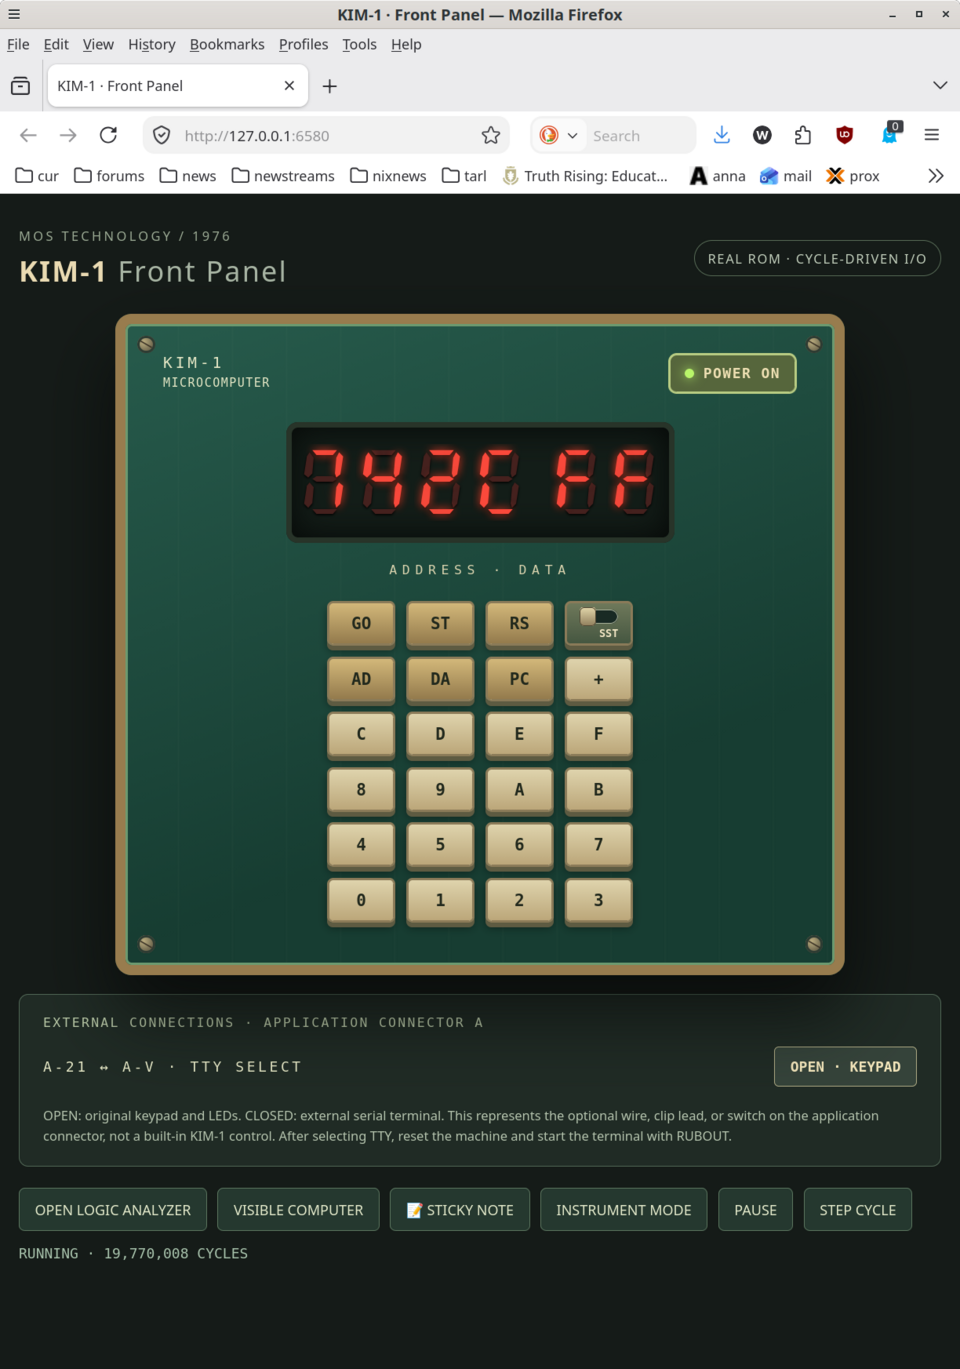 KIM-1 · Front Panel — Mozilla Firefox
File Edit View History Bookmarks Profiles Tools Help
KIM-1 · Front Panel
http://127.0.0.1:6580
Search
W
0
cur forums news newstreams nixnews tarl Truth Rising: Educat... anna mail prox
MOS TECHNOLOGY / 1976
KIM-1 Front Panel
REAL ROM · CYCLE-DRIVEN I/O
KIM-1
MICROCOMPUTER
POWER ON
742C FF
ADDRESS · DATA
GO ST RS SST
AD DA PC +
C D E F
8 9 A B
4 5 6 7
0 1 2 3
EXTERNAL CONNECTIONS · APPLICATION CONNECTOR A
A-21 ↔ A-V · TTY SELECT
OPEN · KEYPAD
OPEN: original keypad and LEDs. CLOSED: external serial terminal. This represents the optional wire, clip lead, or switch on the application
connector, not a built-in KIM-1 control. After selecting TTY, reset the machine and start the terminal with RUBOUT.
OPEN LOGIC ANALYZER VISIBLE COMPUTER 📝 STICKY NOTE INSTRUMENT MODE PAUSE STEP CYCLE
RUNNING · 19,770,008 CYCLES